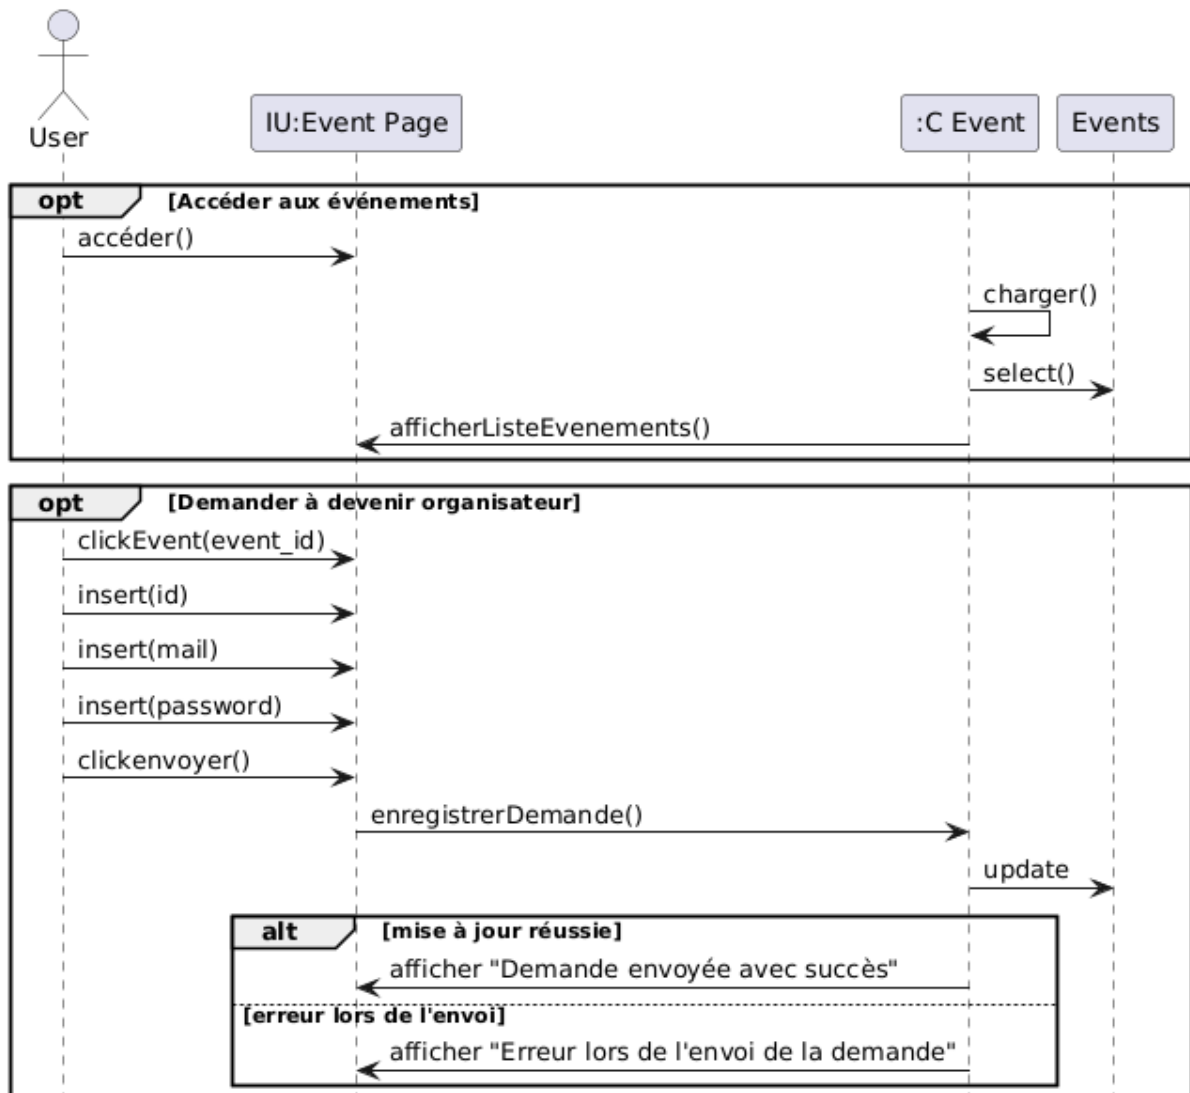 User
IU:Event Page
:C Event
Events
opt [Accéder aux événements]
accéder()
charger()
select()
afficherListeEvenements()
opt [Demander à devenir organisateur]
clickEvent(event_id)
insert(id)
insert(mail)
insert(password)
clickenvoyer()
enregistrerDemande()
update
alt [mise à jour réussie]
afficher "Demande envoyée avec succès"
[erreur lors de l'envoi]
afficher "Erreur lors de l'envoi de la demande"